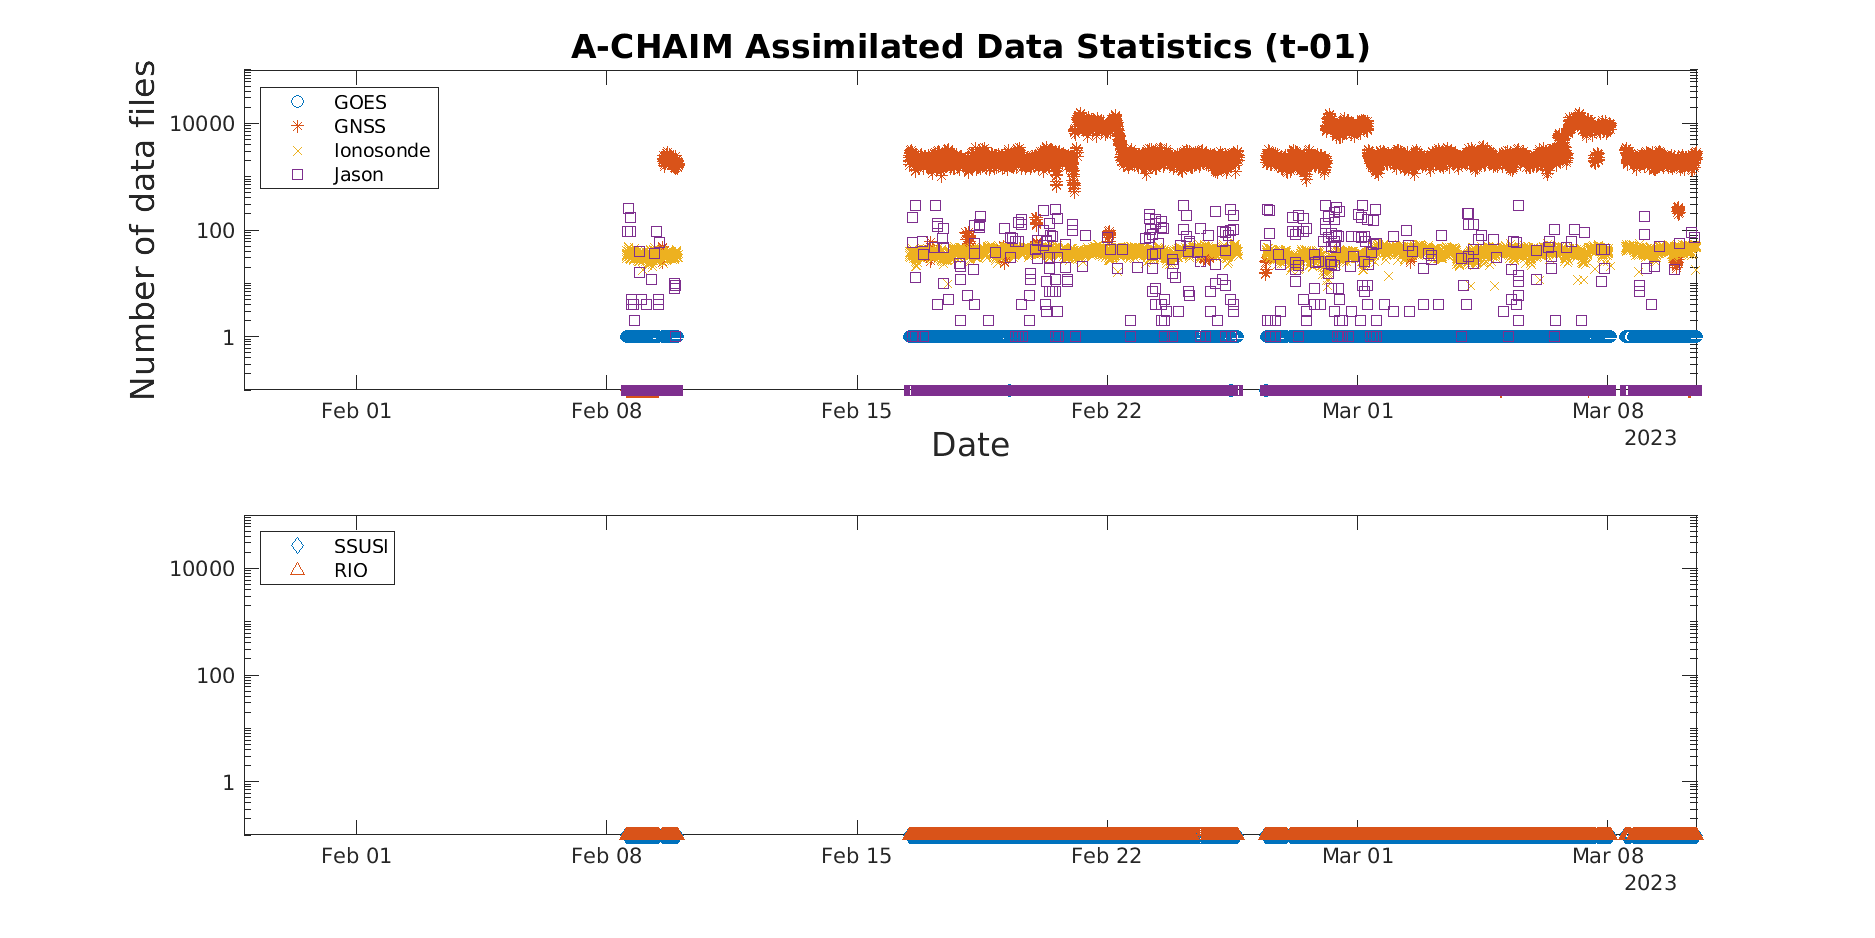 A-CHAIM Assimilated Data Statistics (t-01)
Number of data files
10000
100
1
GOES
GNSS
Ionosonde
Jason
Feb 01
Feb 08
Feb 15
Feb 22
Mar 01
Mar 08
2023
Date
10000
100
1
SSUSI
RIO
Feb 01
Feb 08
Feb 15
Feb 22
Mar 01
Mar 08
2023